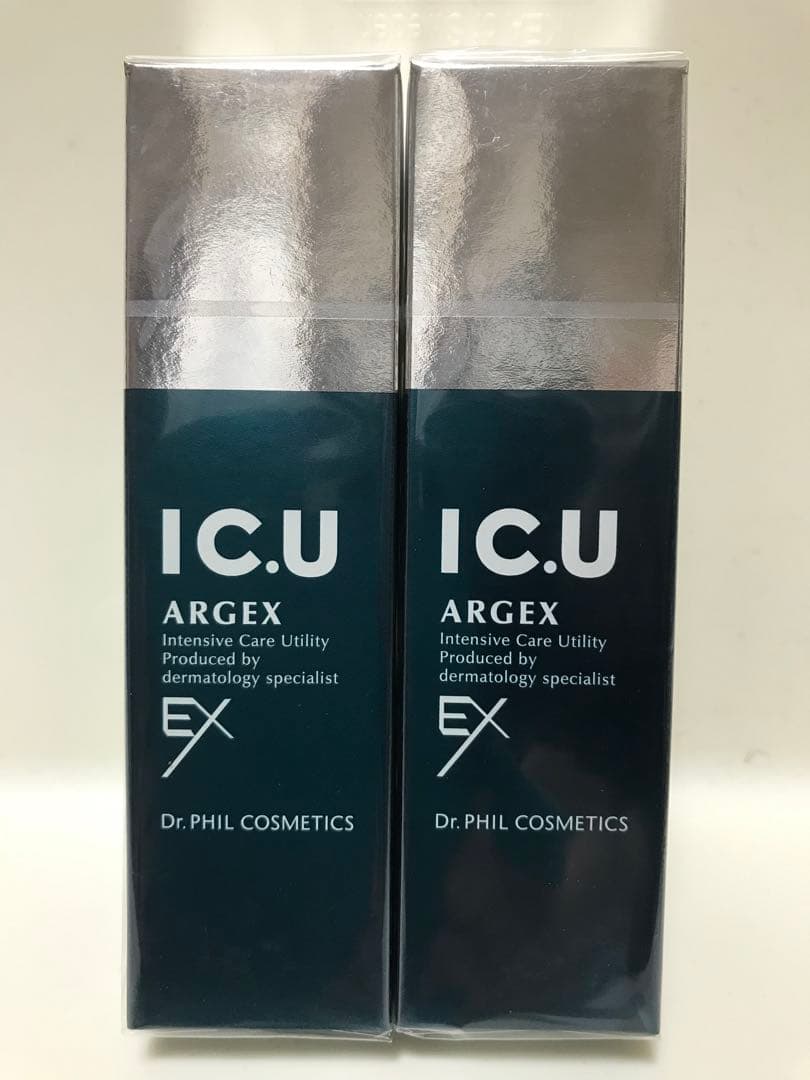 IC.U
ARGEX
Intensive Care Utility
Produced by
dermatology specialist
EX
Dr. PHIL COSMETICS
IC.U
ARGEX
Intensive Care Utility
Produced by
dermatology specialist
EX
Dr. PHIL COSMETICS